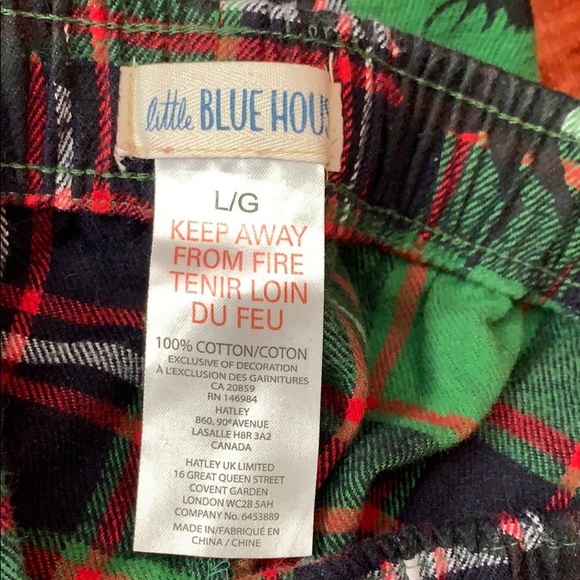 little BLUE HOUS
L/G
KEEP AWAY
FROM FIRE
TENIR LOIN
DU FEU
100% COTTON/COTON
EXCLUSIVE OF DECORATION
À L'EXCLUSION DES GARNITURES
CA 20859
RN 146984
HATLEY
860, 90e AVENUE
LASALLE H8R 3A2
CANADA
HATLEY UK LIMITED
16 GREAT QUEEN STREET
COVENT GARDEN
LONDON WC2B 5AH
COMPANY No. 6453889
MADE IN/FABRIQUÉ EN
CHINA / CHINE